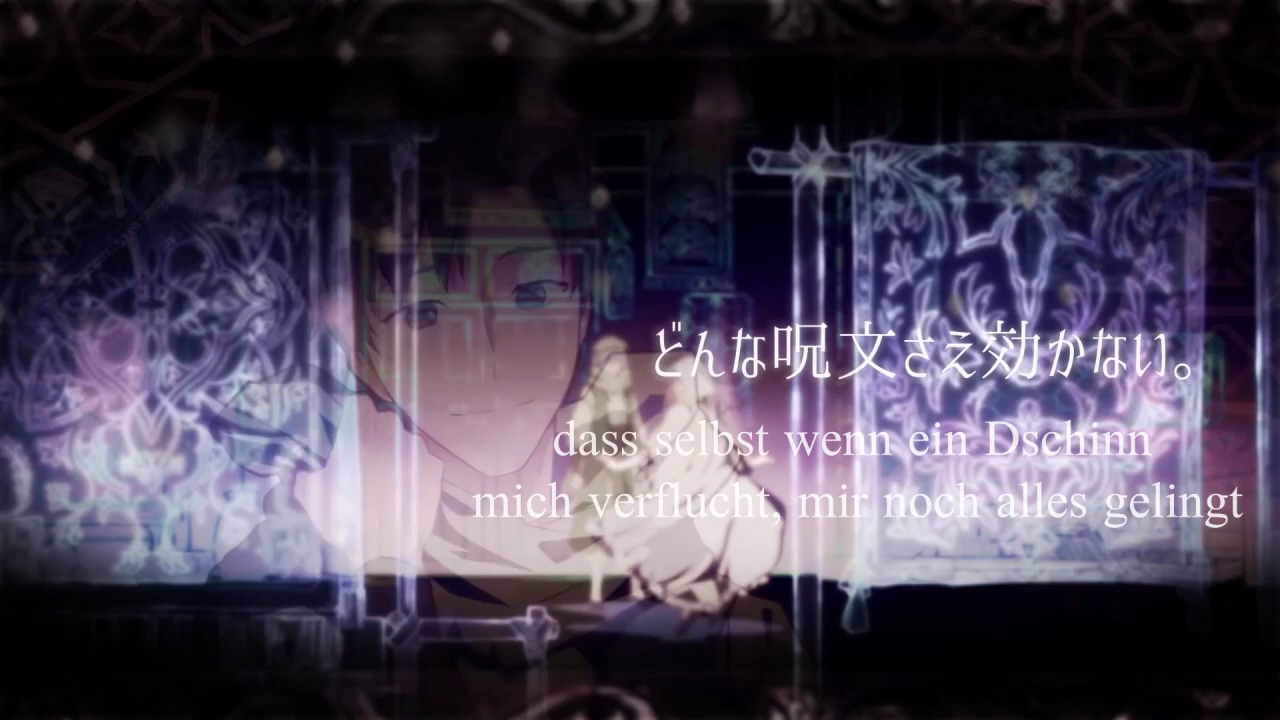 どんな呪文さえ効かない。
dass selbst wenn ein Dschinn
mich verflucht, mir noch alles gelingt